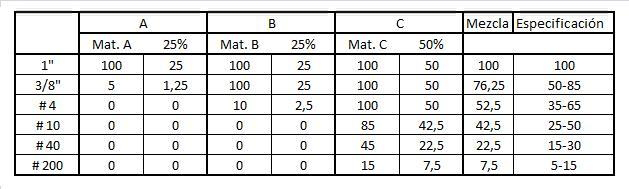 A B C Mezcla Especificación
Mat. A 25% Mat. B 25% Mat. C 50%
1" 100 25 100 25 100 50 100 100
3/8" 5 1,25 100 25 100 50 76,25 50-85
# 4 0 0 10 2,5 100 50 52,5 35-65
# 10 0 0 0 0 85 42,5 42,5 25-50
# 40 0 0 0 0 45 22,5 22,5 15-30
# 200 0 0 0 0 15 7,5 7,5 5-15